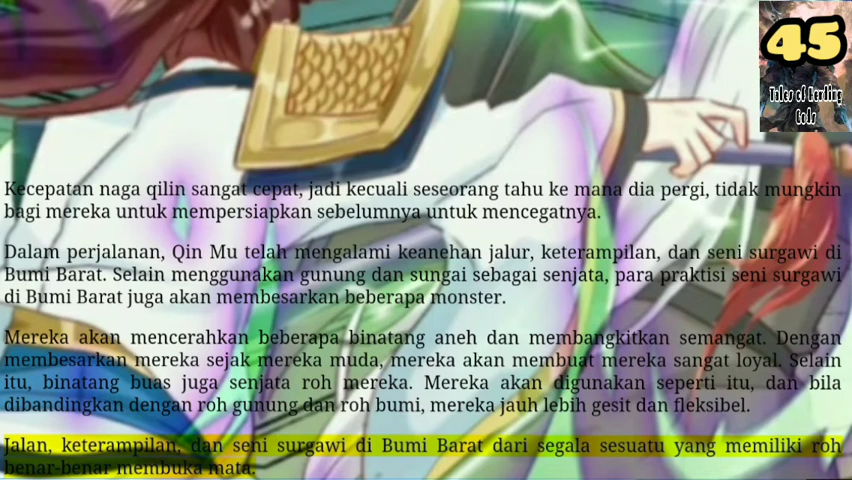 45
Tales of Herding
Gods
Kecepatan naga qilin sangat cepat, jadi kecuali seseorang tahu ke mana dia pergi, tidak mungkin
bagi mereka untuk mempersiapkan sebelumnya untuk mencegatnya.
Dalam perjalanan, Qin Mu telah mengalami keanehan jalur, keterampilan, dan seni surgawi di
Bumi Barat. Selain menggunakan gunung dan sungai sebagai senjata, para praktisi seni surgawi
di Bumi Barat juga akan membesarkan beberapa monster.
Mereka akan mencerahkan beberapa binatang aneh dan membangkitkan semangat. Dengan
membesarkan mereka sejak mereka muda, mereka akan membuat mereka sangat loyal. Selain
itu, binatang buas juga senjata roh mereka. Mereka akan digunakan seperti itu, dan bila
dibandingkan dengan roh gunung dan roh bumi, mereka jauh lebih gesit dan fleksibel.
Jalan, keterampilan, dan seni surgawi di Bumi Barat dari segala sesuatu yang memiliki roh
benar-benar membuka mata.